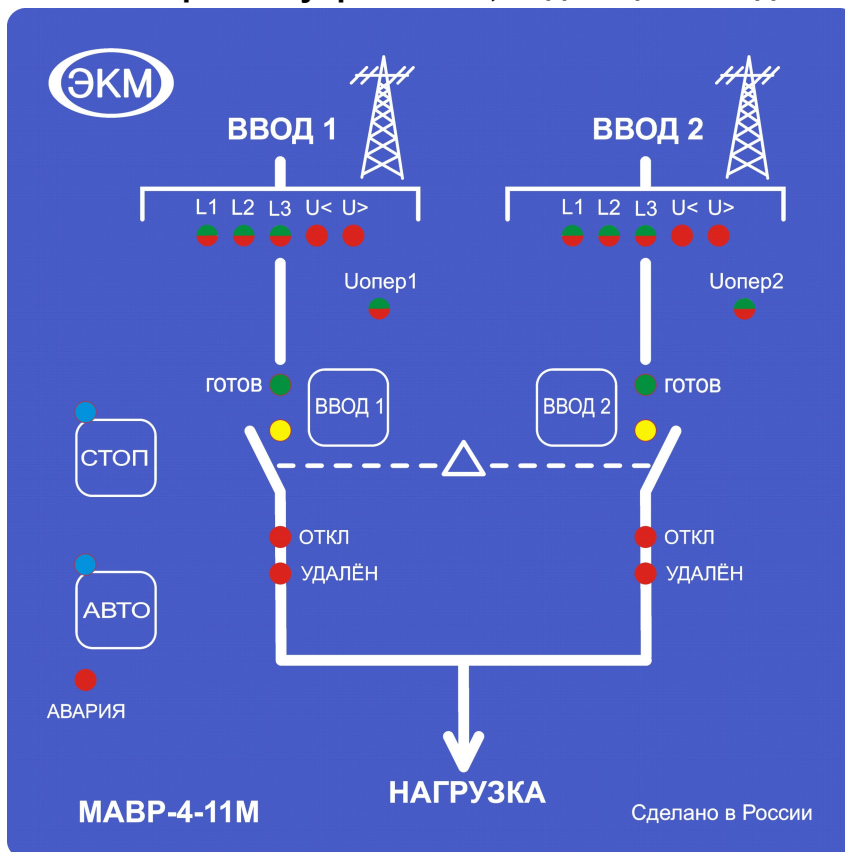 ЭКМ
ВВОД 1
ВВОД 2
L1 L2 L3 U< U>
L1 L2 L3 U< U>
Uопер1
Uопер2
ГОТОВ
ВВОД 1
ВВОД 2
ГОТОВ
СТОП
ОТКЛ
ОТКЛ
УДАЛЁН
УДАЛЁН
АВТО
АВАРИЯ
НАГРУЗКА
МАВР-4-11М
Сделано в России